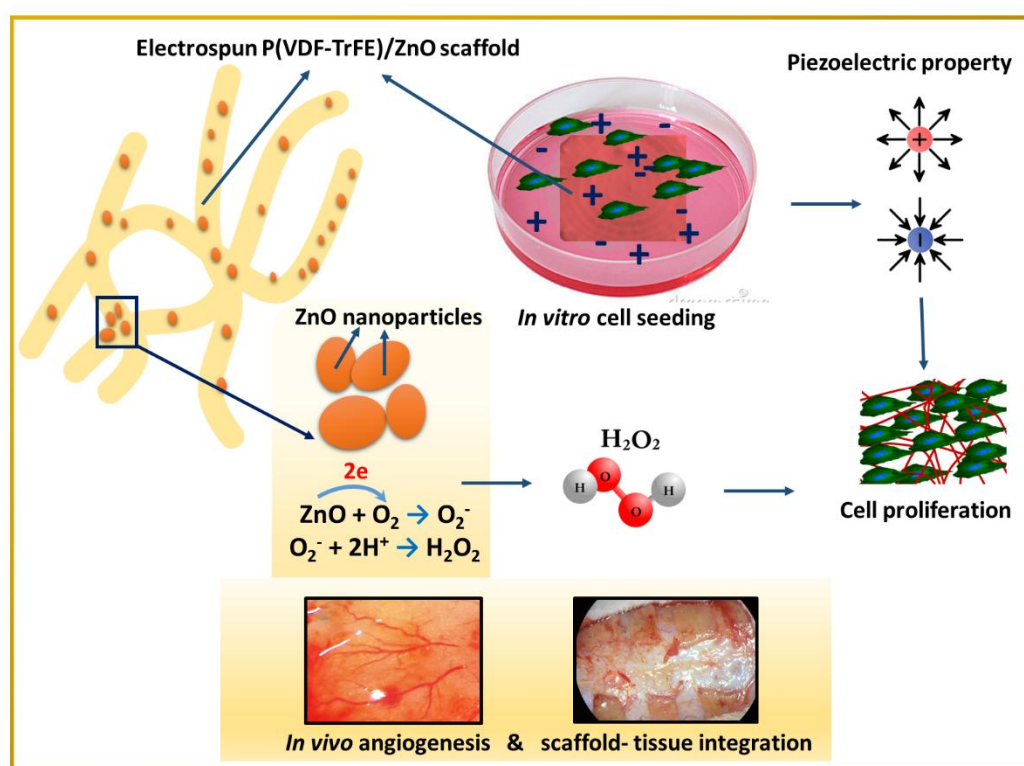 Electrospun P(VDF-TrFE)/ZnO scaffold
Piezoelectric property
+
-
+
-
-
+
-
+
-
+
-
+
+
+
−
ZnO nanoparticles
In vitro cell seeding
2e
ZnO + O₂ → O₂⁻
O₂⁻ + 2H⁺ → H₂O₂
H₂O₂
H
O
O
H
Cell proliferation
In vivo angiogenesis & scaffold- tissue integration